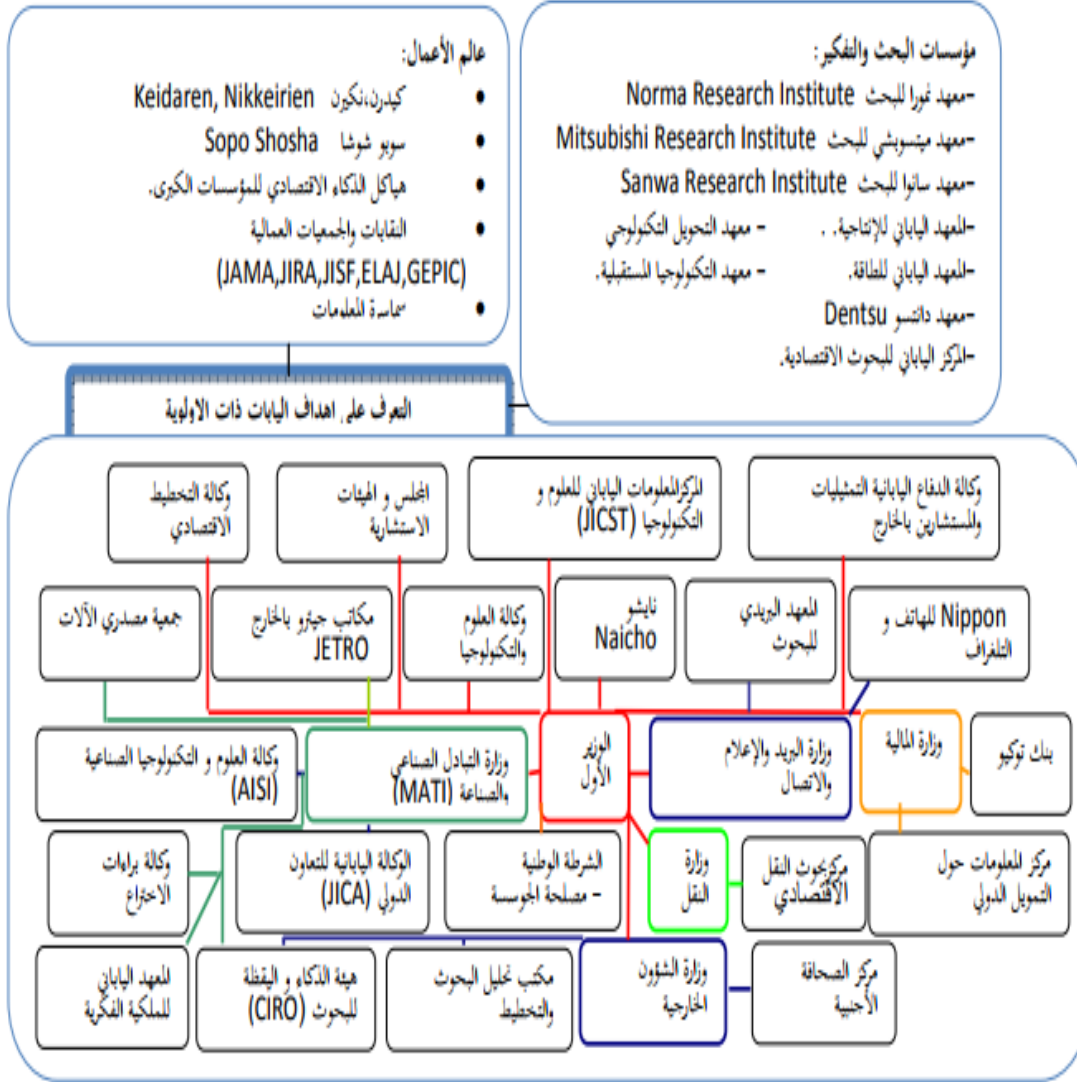 مؤسسات البحث والتفكير:
-معهد نمورا للبحث Norma Research Institute
-معهد ميتسوبشي للبحث Mitsubishi Research Institute
-معهد سانوا للبحث Sanwa Research Institute
-المعهد الياباني للإنتاجية. . - معهد التحويل التكنولوجي
-المعهد الياباني للطاقة. - معهد التكنولوجيا المستقبلية.
-معهد دانتسو Dentsu
-المركز الياباني للبحوث الاقتصادية.
عالم الأعمال:
• كيدرن،نكيرن Keidaren, Nikkeirien
• سوبو شوشا Sopo Shosha
• هياكل الذكاء الاقتصادي للمؤسسات الكبرى.
• النقابات والجمعيات العمالية
(JAMA,JIRA,JISF,ELAJ,GEPIC)
• سماسرة المعلومات
التعرف على اهداف اليابات ذات الاولوية
وكالة الدفاع اليابانية التمثيليات
والمستشارين بالخارج
المركزالمعلومات الياباني للعلوم و
التكنولوجيا (JICST)
المجلس و الهيئات
الاستشارية
وكالة التخطيط
الاقتصادي
Nippon للهاتف و
التلغراف
المعهد البريدي
للبحوث
نايشو
Naicho
وكالة العلوم
والتكنولوجيا
مكاتب جيترو بالخارج
JETRO
جمعية مصدري الآلات
بنك توكيو
وزارة المالية
وزارة البريد والإعلام
والاتصال
الوزير
الأول
وزارة التبادل الصناعي
والصناعة (MATI)
وكالة العلوم و التكنولوجيا الصناعية
(AISI)
مركز المعلومات حول
التمويل الدولي
مركزبحوث النقل
الاقتصادي
وزارة
النقل
الشرطة الوطنية
- مصلحة الجوسسة
الوكالة اليابانية للتعاون
الدولي (JICA)
وكالة براءات
الاختراع
مركز الصحافة
الأجنبية
وزارة الشؤون
الخارجية
مكتب تحليل البحوث
والتخطيط
هيئة الذكاء و اليقظة
للبحوث (CIRO)
المعهد الياباني
للملكية الفكرية